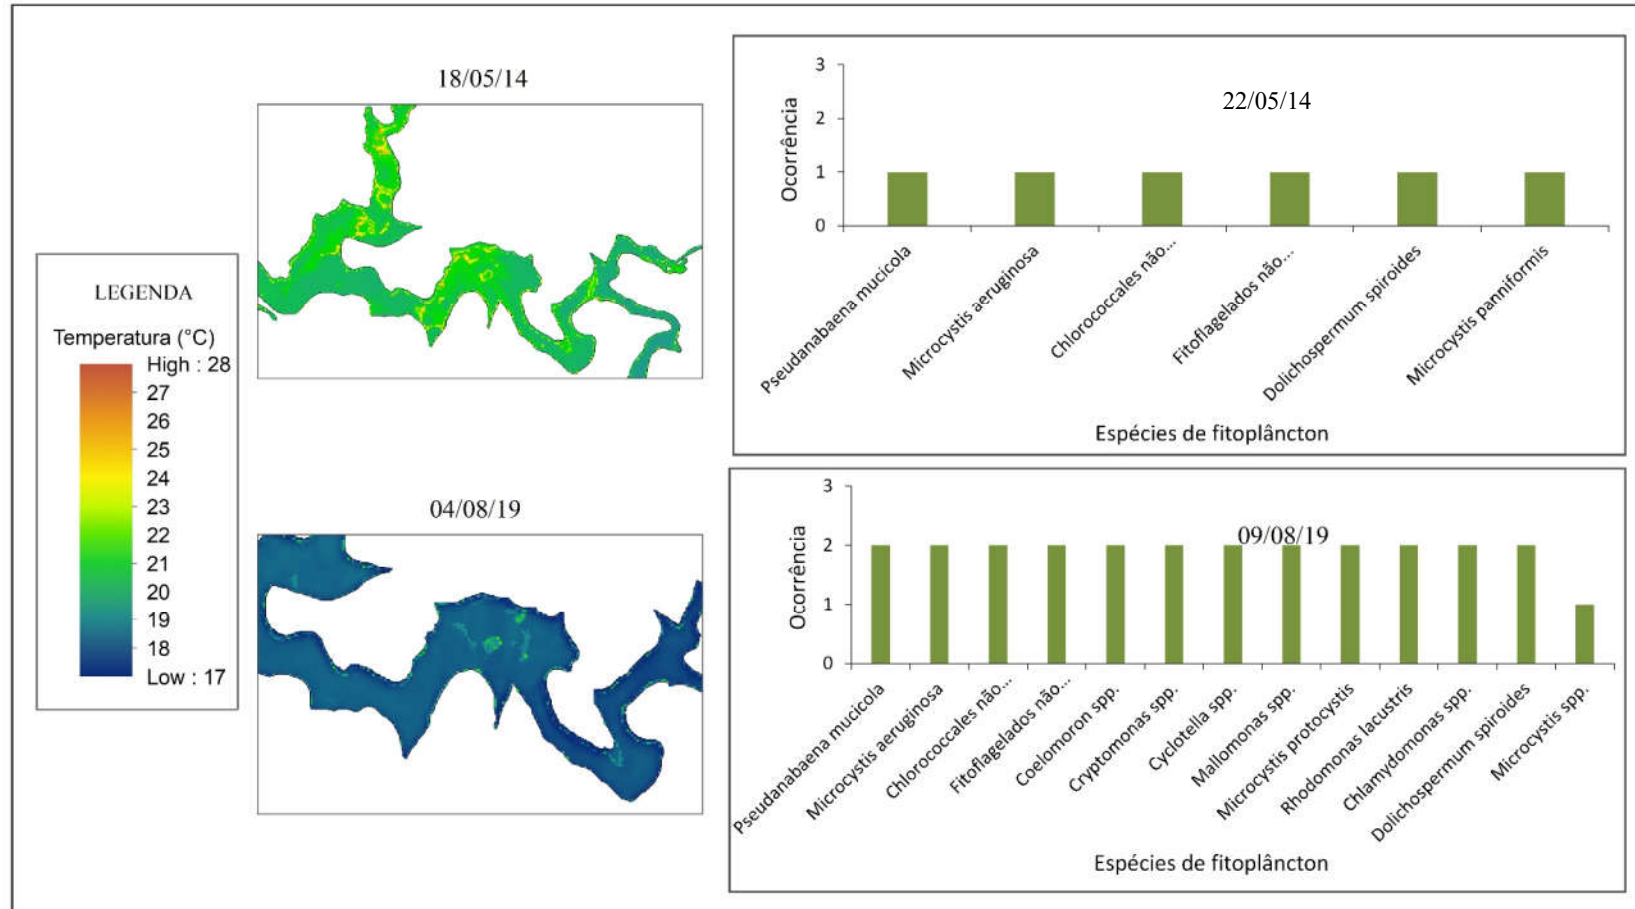 18/05/14
LEGENDA
Temperatura (°C)
High : 28
27
26
25
24
23
22
21
20
19
18
Low : 17
04/08/19
22/05/14
Ocorrência
3
2
1
0
Pseudanabaena mucicola
Microcystis aeruginosa
Chlorococcales não...
Fitoflagelados não...
Dolichospermum spiroides
Microcystis panniformis
Espécies de fitoplâncton
09/08/19
Ocorrência
3
2
1
0
Pseudanabaena mucicola
Microcystis aeruginosa
Chlorococcales não...
Fitoflagelados não...
Coelomoron spp.
Cryptomonas spp.
Cyclotella spp.
Mallomonas spp.
Microcystis protocystis
Rhodomonas lacustris
Chlamydomonas spp.
Dolichospermum spiroides
Microcystis spp.
Espécies de fitoplâncton